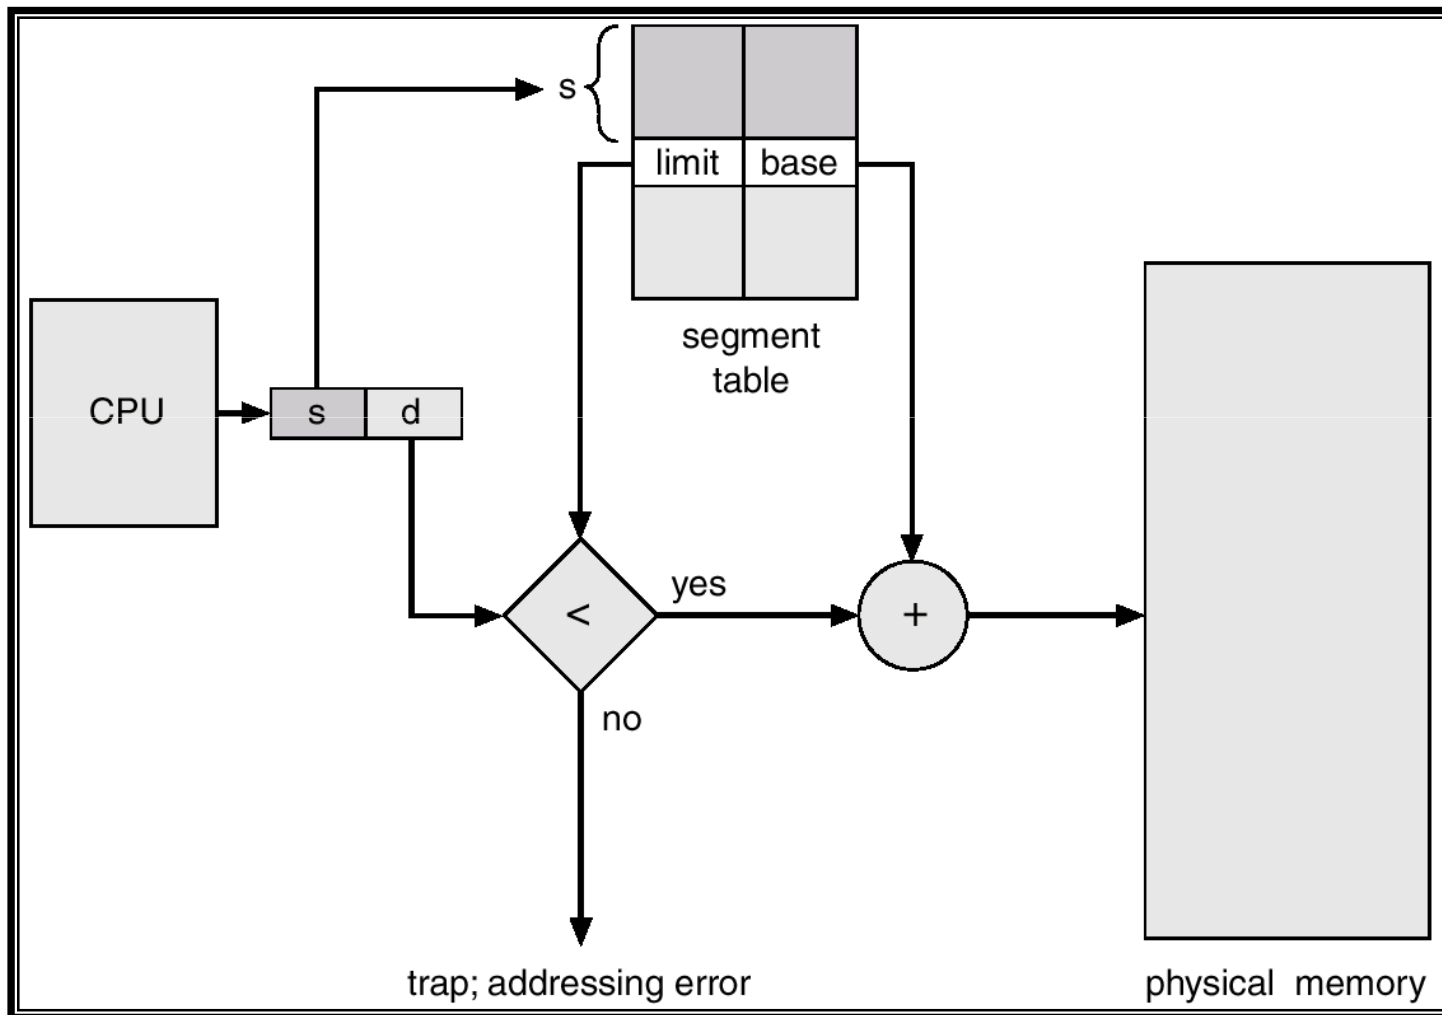 s
limit base
segment
table
CPU
s d
yes
< +
no
trap; addressing error
physical memory